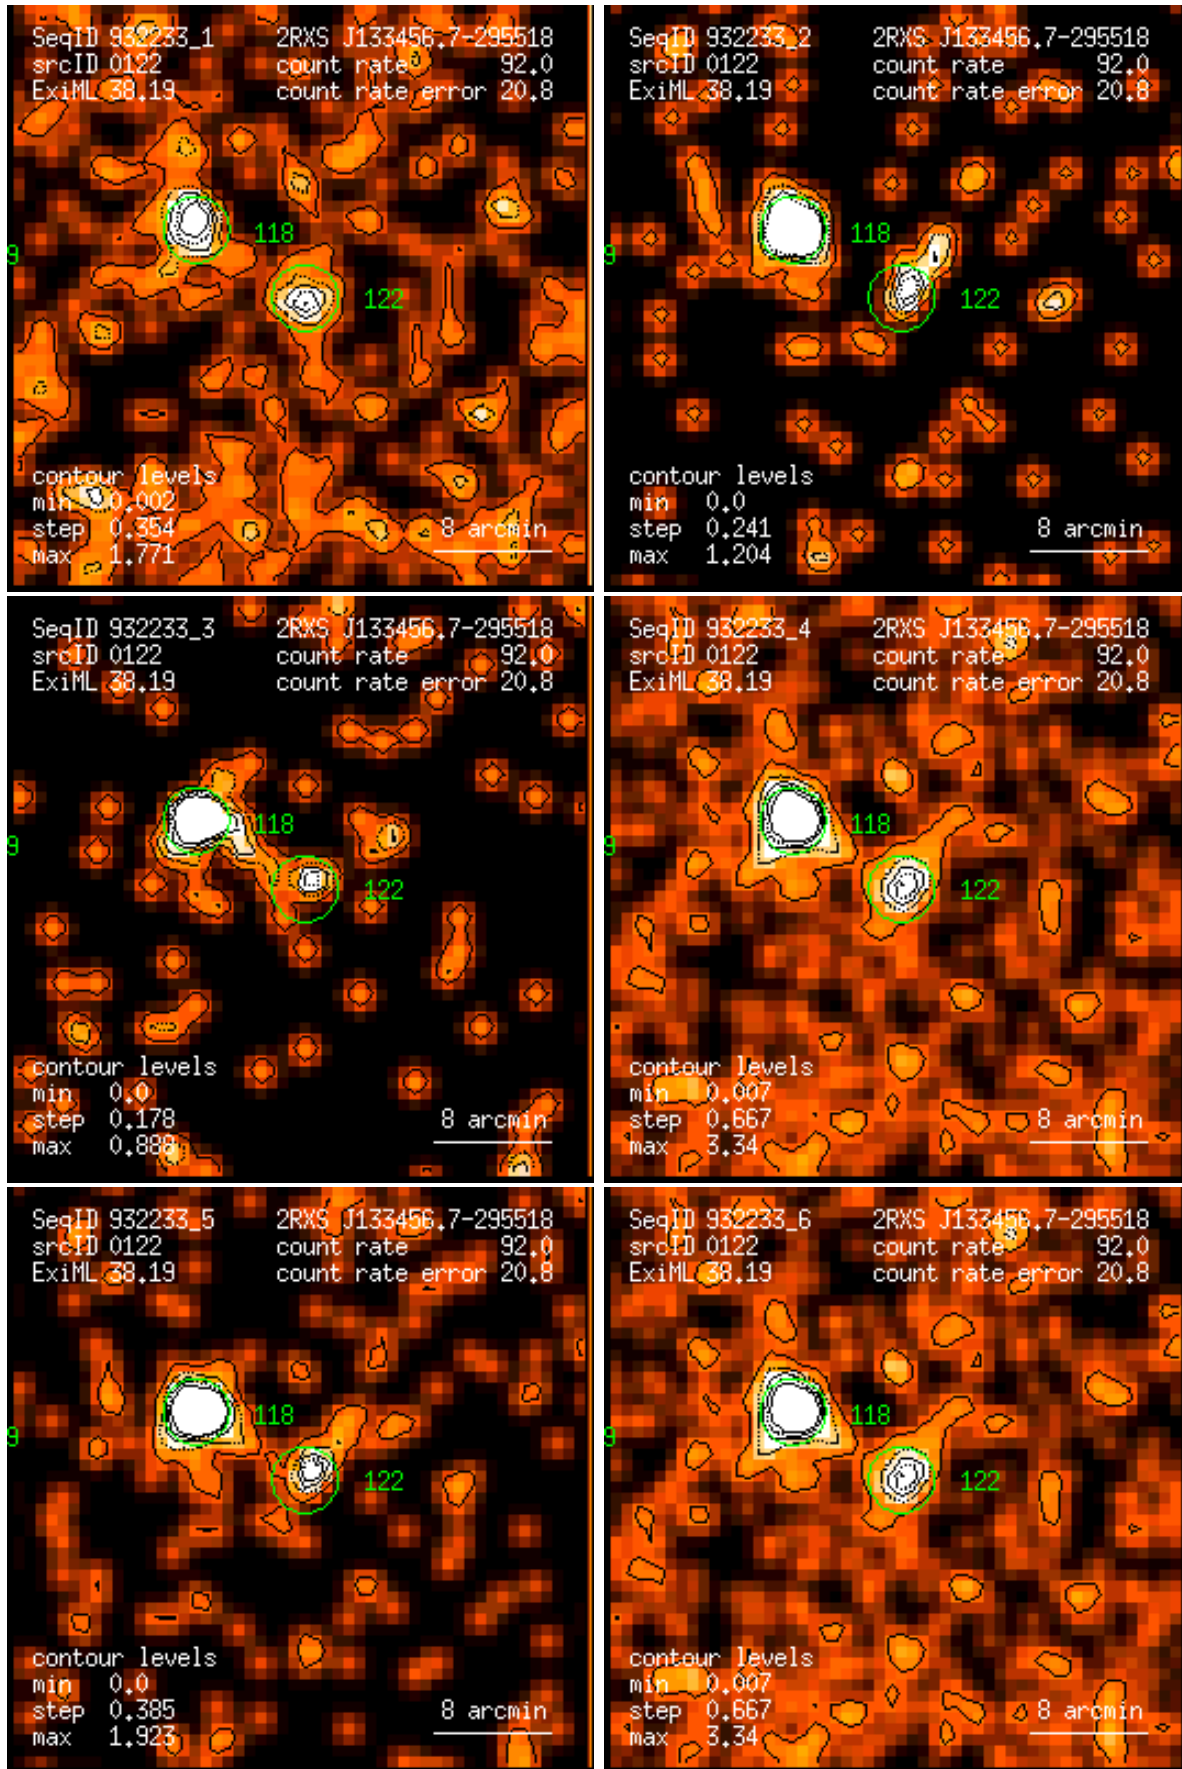 SeqID 932233_1 2RXS J133456.7-295518
srcID 0122 count rate 92.0
ExiML 38.19 count rate error 20.8
118
9
122
contour levels
min 0.002
step 0.354 8 arcmin
max 1.771
SeqID 932233_2 2RXS J133456.7-295518
srcID 0122 count rate 92.0
ExiML 38.19 count rate error 20.8
118
9
122
contour levels
min 0.0
step 0.241 8 arcmin
max 1.204
SeqID 932233_3 2RXS J133456.7-295518
srcID 0122 count rate 92.0
ExiML 38.19 count rate error 20.8
118
9
122
contour levels
min 0.0
step 0.178 8 arcmin
max 0.888
SeqID 932233_4 2RXS J133456.7-295518
srcID 0122 count rate 92.0
ExiML 38.19 count rate error 20.8
118
9
122
contour levels
min 0.007
step 0.667 8 arcmin
max 3.34
SeqID 932233_5 2RXS J133456.7-295518
srcID 0122 count rate 92.0
ExiML 38.19 count rate error 20.8
118
9
122
contour levels
min 0.0
step 0.385 8 arcmin
max 1.923
SeqID 932233_6 2RXS J133456.7-295518
srcID 0122 count rate 92.0
ExiML 38.19 count rate error 20.8
118
9
122
contour levels
min 0.007
step 0.667 8 arcmin
max 3.34